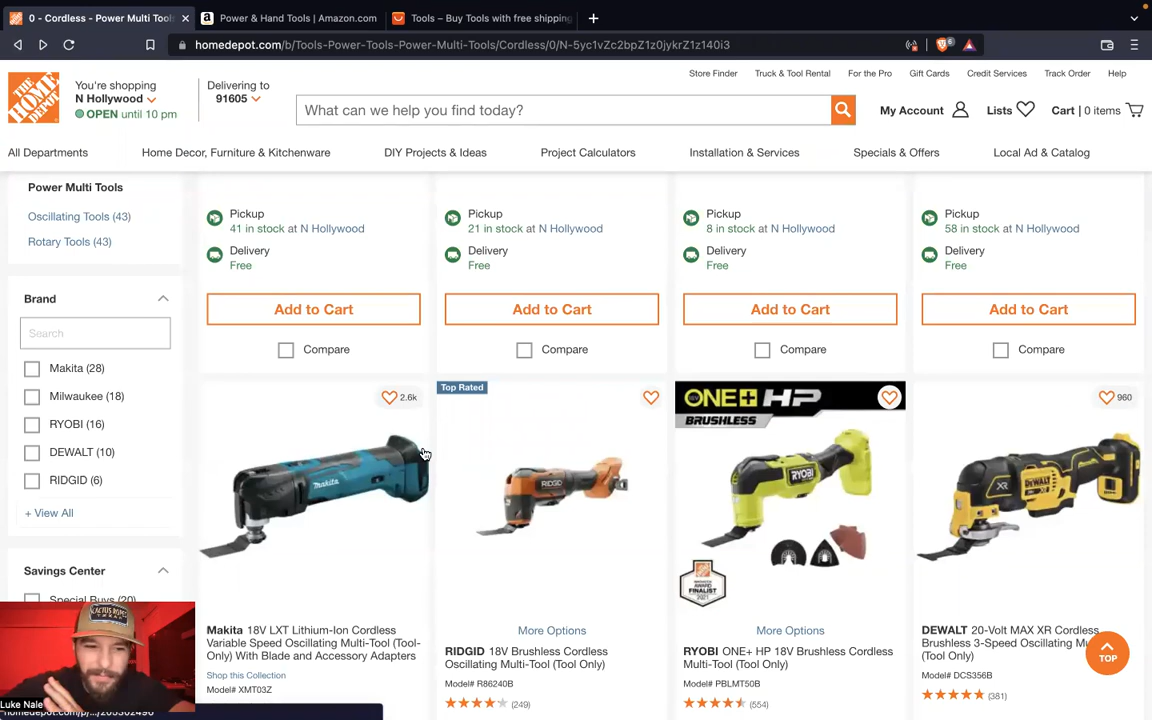 0 - Cordless - Power Multi Tools
Power & Hand Tools | Amazon.com
Tools – Buy Tools with free shipping
homedepot.com/b/Tools-Power-Tools-Power-Multi-Tools/Cordless/0/N-5yc1vZc2bpZ1z0jykrZ1z140i3
6
Store Finder
Truck & Tool Rental
For the Pro
Gift Cards
Credit Services
Track Order
Help
THE HOME DEPOT
You're shopping
N Hollywood
OPEN until 10 pm
Delivering to
91605
What can we help you find today?
My Account
Lists
Cart | 0 items
All Departments
Home Decor, Furniture & Kitchenware
DIY Projects & Ideas
Project Calculators
Installation & Services
Specials & Offers
Local Ad & Catalog
Power Multi Tools
Oscillating Tools (43)
Rotary Tools (43)
Brand
Search
Makita (28)
Milwaukee (18)
RYOBI (16)
DEWALT (10)
RIDGID (6)
+ View All
Savings Center
Special Buys (20)
Pickup
41 in stock at N Hollywood
Delivery
Free
Add to Cart
Compare
Pickup
21 in stock at N Hollywood
Delivery
Free
Add to Cart
Compare
Pickup
8 in stock at N Hollywood
Delivery
Free
Add to Cart
Compare
Pickup
58 in stock at N Hollywood
Delivery
Free
Add to Cart
Compare
2.6k
makita
Makita 18V LXT Lithium-Ion Cordless
Variable Speed Oscillating Multi-Tool (Tool-
Only) With Blade and Accessory Adapters
Shop this Collection
Model# XMT03Z
Top Rated
RIDGID
More Options
RIDGID 18V Brushless Cordless
Oscillating Multi-Tool (Tool Only)
Model# R86240B
(249)
ONE+ HP
BRUSHLESS
RYOBI
More Options
RYOBI ONE+ HP 18V Brushless Cordless
Multi-Tool (Tool Only)
Model# PBLMT50B
(554)
960
XR
DEWALT
DEWALT 20-Volt MAX XR Cordless
Brushless 3-Speed Oscillating Mu
(Tool Only)
Model# DCS356B
(381)
TOP
Luke Nale